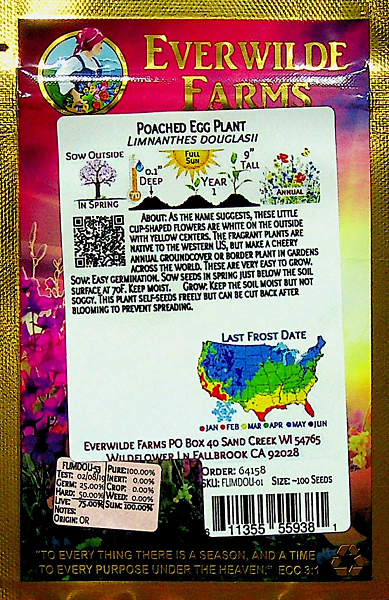 EVERWILDE
FARMS
POACHED EGG PLANT
LIMNANTHES DOUGLASII
SOW OUTSIDE
IN SPRING
70F
0.1"
DEEP
FULL
SUN
YEAR
1
9"
TALL
ANNUAL
ABOUT: AS THE NAME SUGGESTS, THESE LITTLE
CUP-SHAPED FLOWERS ARE WHITE ON THE OUTSIDE
WITH YELLOW CENTERS. THE FRAGRANT PLANTS ARE
NATIVE TO THE WESTERN US, BUT MAKE A CHEERY
ANNUAL GROUNDCOVER OR BORDER PLANT IN GARDENS
ACROSS THE WORLD. THESE ARE VERY EASY TO GROW.
SOW: EASY GERMINATION. SOW SEEDS IN SPRING JUST BELOW THE SOIL
SURFACE AT 70F. KEEP MOIST. GROW: KEEP THE SOIL MOIST BUT NOT
SOGGY. THIS PLANT SELF-SEEDS FREELY BUT CAN BE CUT BACK AFTER
BLOOMING TO PREVENT SPREADING.
LAST FROST DATE
JAN FEB MAR APR MAY JUN
EVERWILDE FARMS PO BOX 40 SAND CREEK WI 54765
WILDFLOWER LN FALLBROOK CA 92028
ORDER: 64158
SKU: FLIMDOU-01 SIZE: ~100 SEEDS
FLIMDOU-53
TEST: 02/08/19
GERM: 25.00%
HARD: 50.00%
LIVE: 75.00%
NOTES:
ORIGIN: OR
PURE:100.00%
INERT: 0.00%
CROP: 0.00%
WEED: 0.00%
SUM: 100.00%
8 11355 55938 1
"TO EVERY THING THERE IS A SEASON, AND A TIME
TO EVERY PURPOSE UNDER THE HEAVEN." ECC 3:1